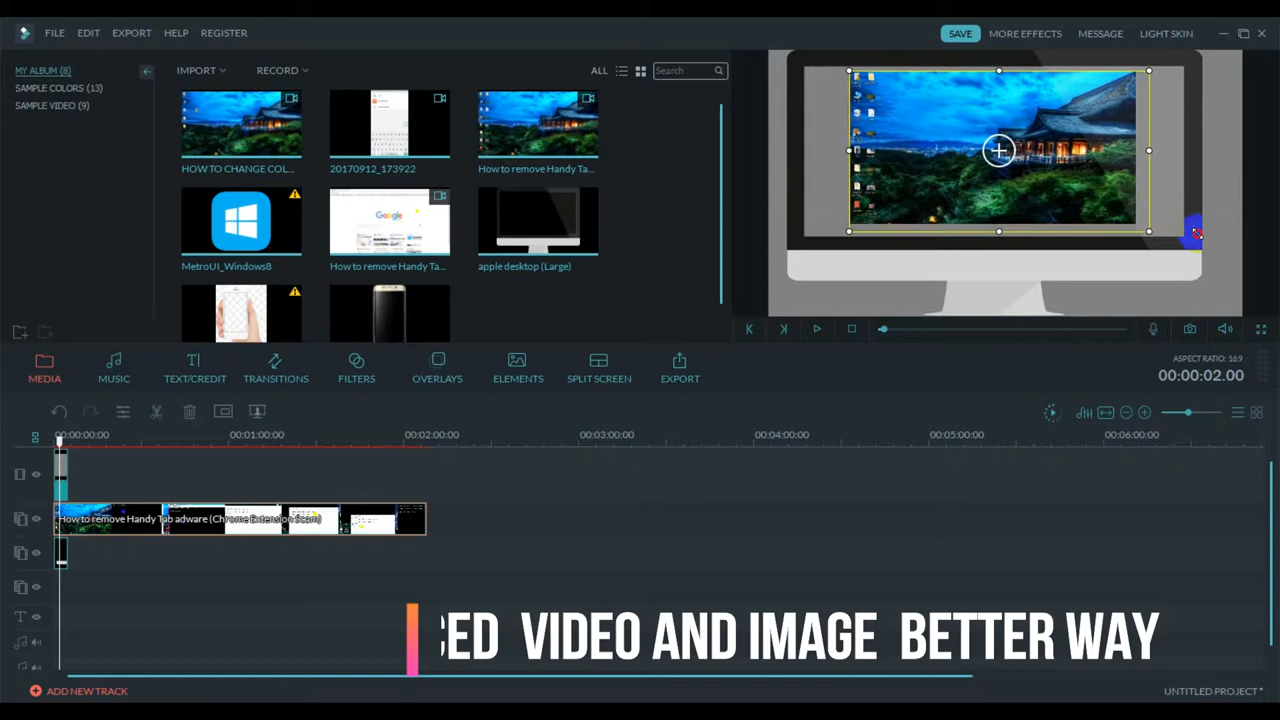 FILE EDIT EXPORT HELP REGISTER SAVE MORE EFFECTS MESSAGE LIGHT SKIN
MY ALBUM (8)
SAMPLE COLORS (13)
SAMPLE VIDEO (9)
IMPORT RECORD ALL Search
HOW TO CHANGE COL... 20170912_173922 How to remove Handy Ta...
Google
MetroUI_Windows8 How to remove Handy Ta... apple desktop (Large)
MEDIA MUSIC TEXT/CREDIT TRANSITIONS FILTERS OVERLAYS ELEMENTS SPLIT SCREEN EXPORT
ASPECT RATIO: 16:9
00:00:02.00
00:00:00:00 00:01:00:00 00:02:00:00 00:03:00:00 00:04:00:00 00:05:00:00 00:06:00:00
How to remove Handy Tab adware (Chrome Extension Scam)
CED VIDEO AND IMAGE BETTER WAY
ADD NEW TRACK
UNTITLED PROJECT *